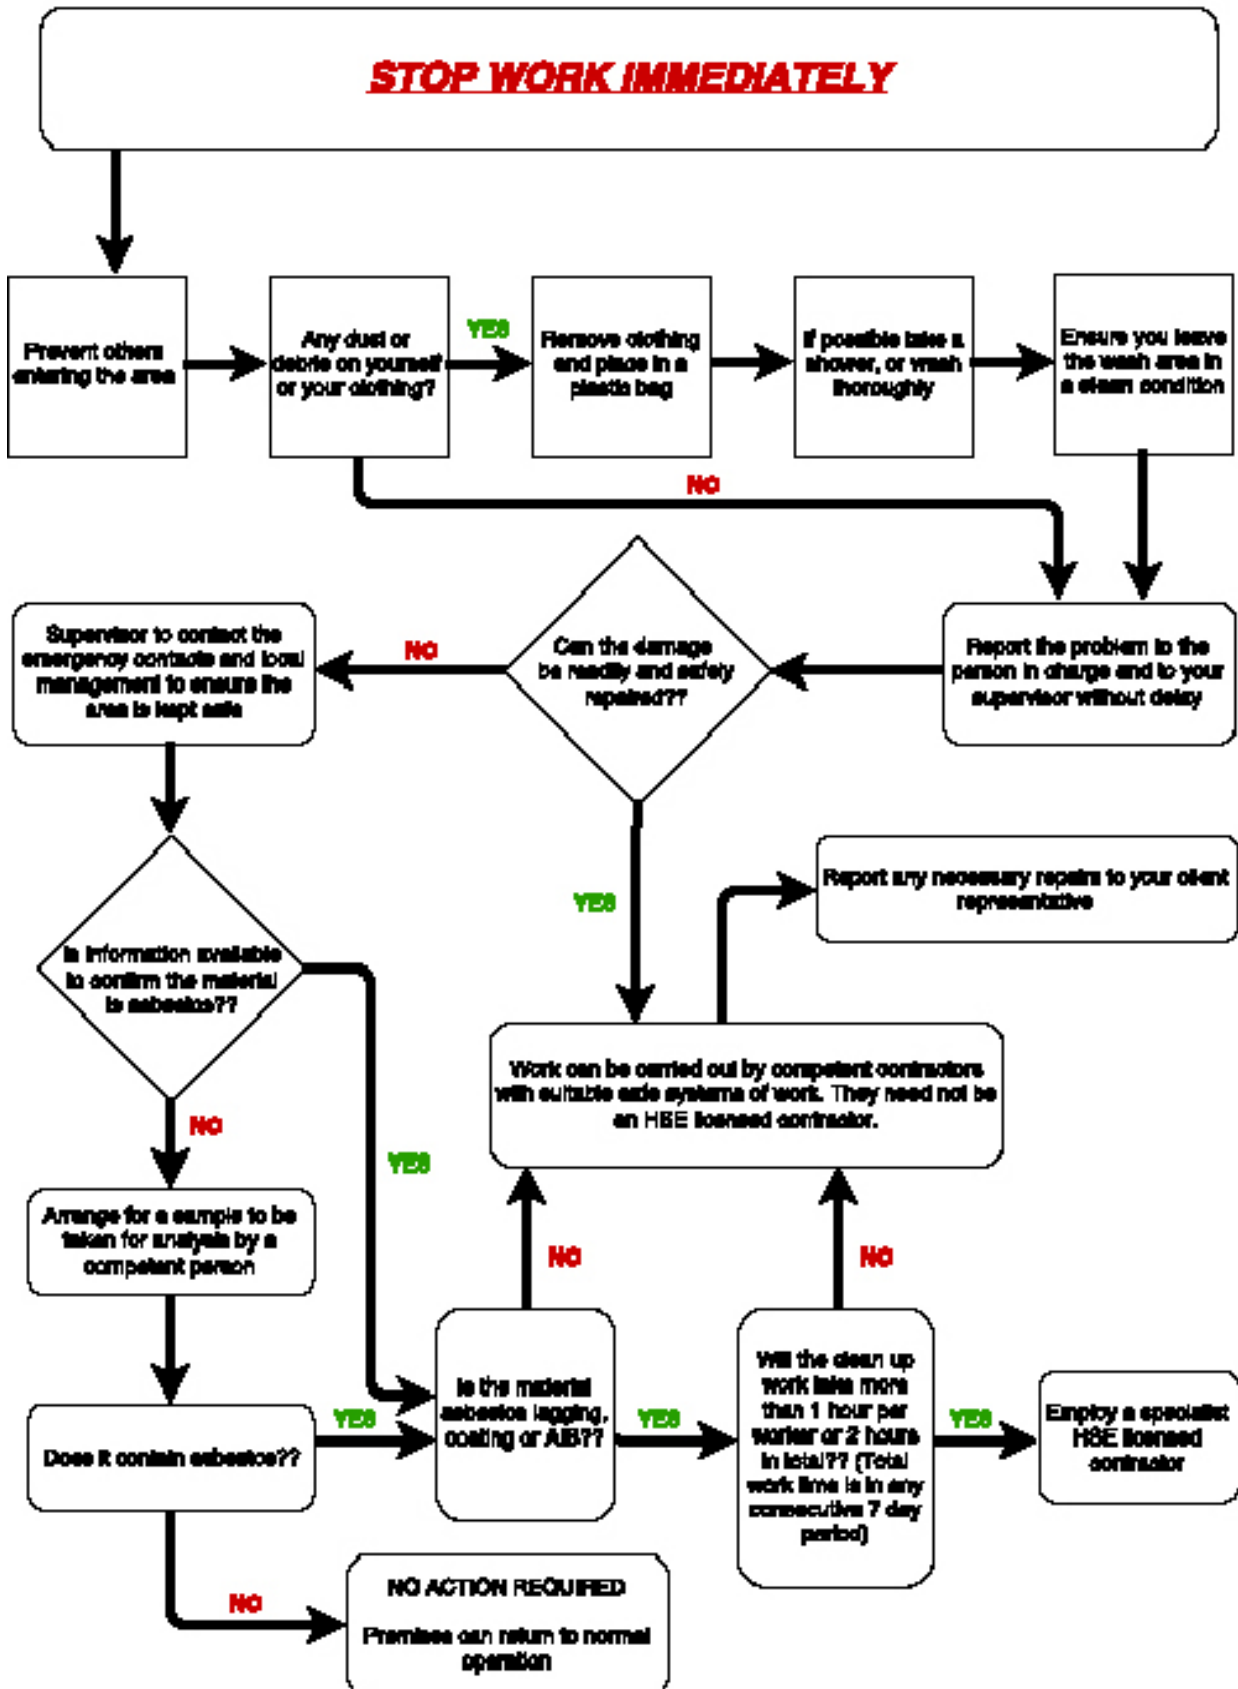 STOP WORK IMMEDIATELY
Prevent others
entering the area
Any dust or
debris on yourself
or your clothing?
YES
Remove clothing
and place in a
plastic bag
If possible take a
shower, or wash
thoroughly
Ensure you leave
the wash area in
a clean condition
NO
Report the problem to the
person in charge and to your
supervisor without delay
Can the damage
be readily and safely
repaired??
NO
Supervisor to contact the
emergency contacts and local
management to ensure the
area is kept safe
YES
Report any necessary repairs to your client
representative
Is information available
to confirm the material
is asbestos??
Work can be carried out by competent contractors
with suitable safe systems of work. They need not be
an HSE licensed contractor.
NO
YES
Arrange for a sample to be
taken for analysis by a
competent person
NO
NO
Does it contain asbestos??
YES
Is the material
asbestos lagging,
coating or AIB??
YES
Will the clean up
work take more
than 1 hour per
worker or 2 hours
in total?? (Total
work time is in any
consecutive 7 day
period)
YES
Employ a specialist
HSE licensed
contractor
NO
NO ACTION REQUIRED
Premises can return to normal
operation